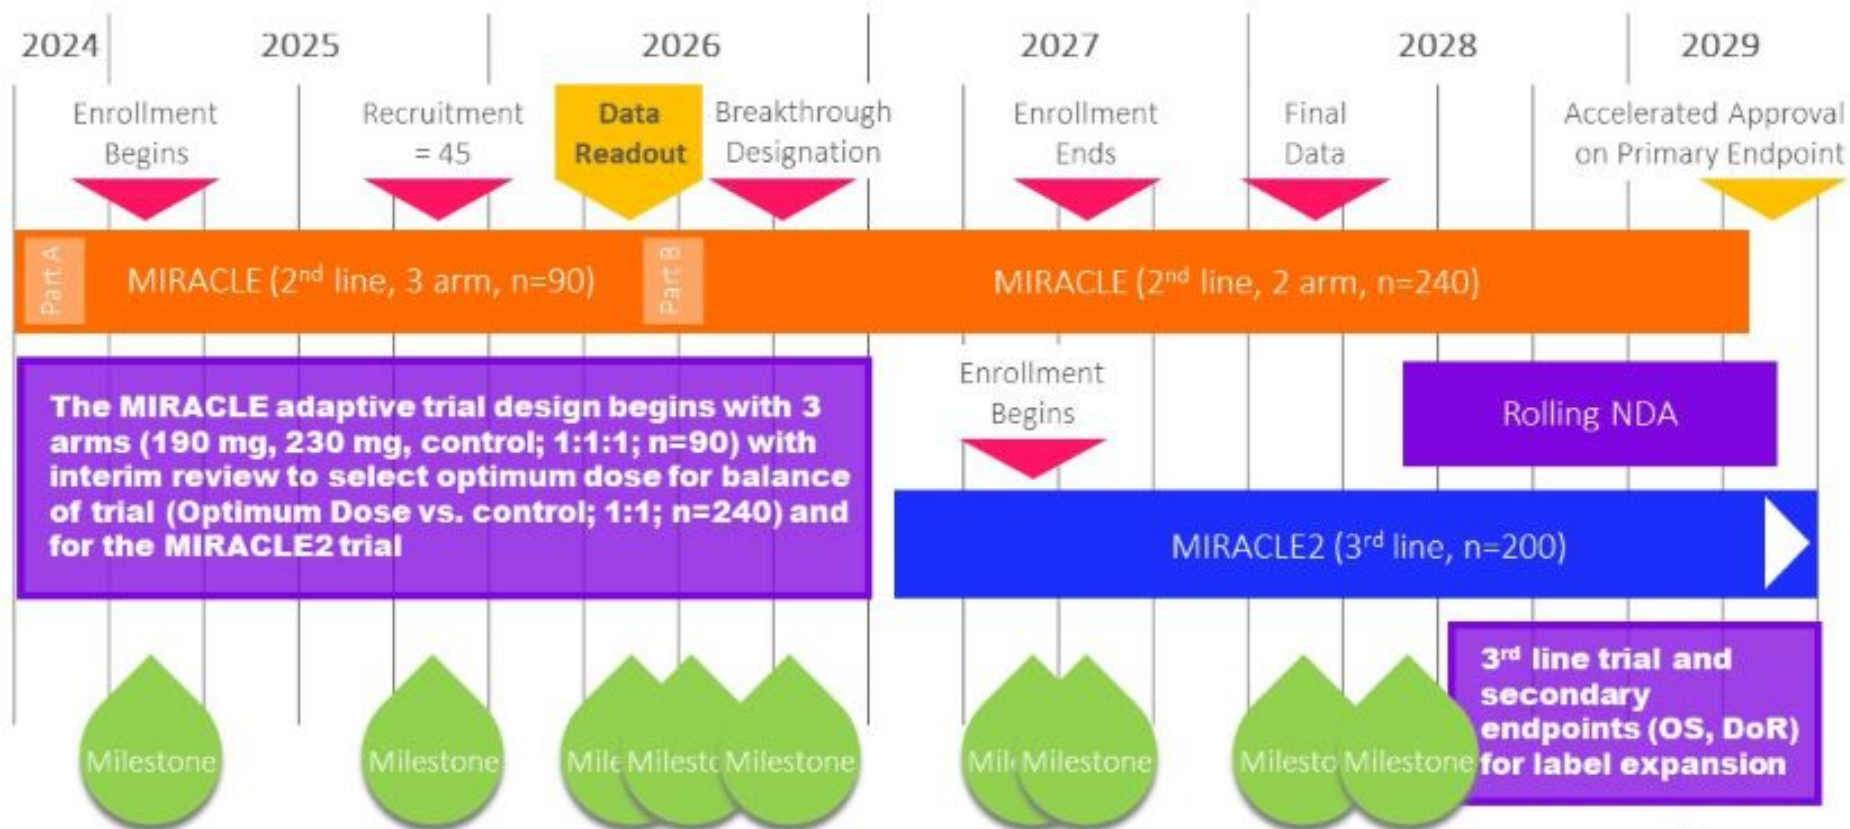 2024 2025 2026 2027 2028 2029
Enrollment
Begins
Recruitment
= 45
Data
Readout
Breakthrough
Designation
Enrollment
Ends
Final
Data
Accelerated Approval
on Primary Endpoint
Part A
MIRACLE (2nd line, 3 arm, n=90)
Part B
MIRACLE (2nd line, 2 arm, n=240)
The MIRACLE adaptive trial design begins with 3
arms (190 mg, 230 mg, control; 1:1:1; n=90) with
interim review to select optimum dose for balance
of trial (Optimum Dose vs. control; 1:1; n=240) and
for the MIRACLE2 trial
Enrollment
Begins
Rolling NDA
MIRACLE2 (3rd line, n=200)
3rd line trial and
secondary
endpoints (OS, DoR)
for label expansion
Milestone
Milestone
Mile
Milesto
Milestone
Mil
Milestone
Milesto
Milestone